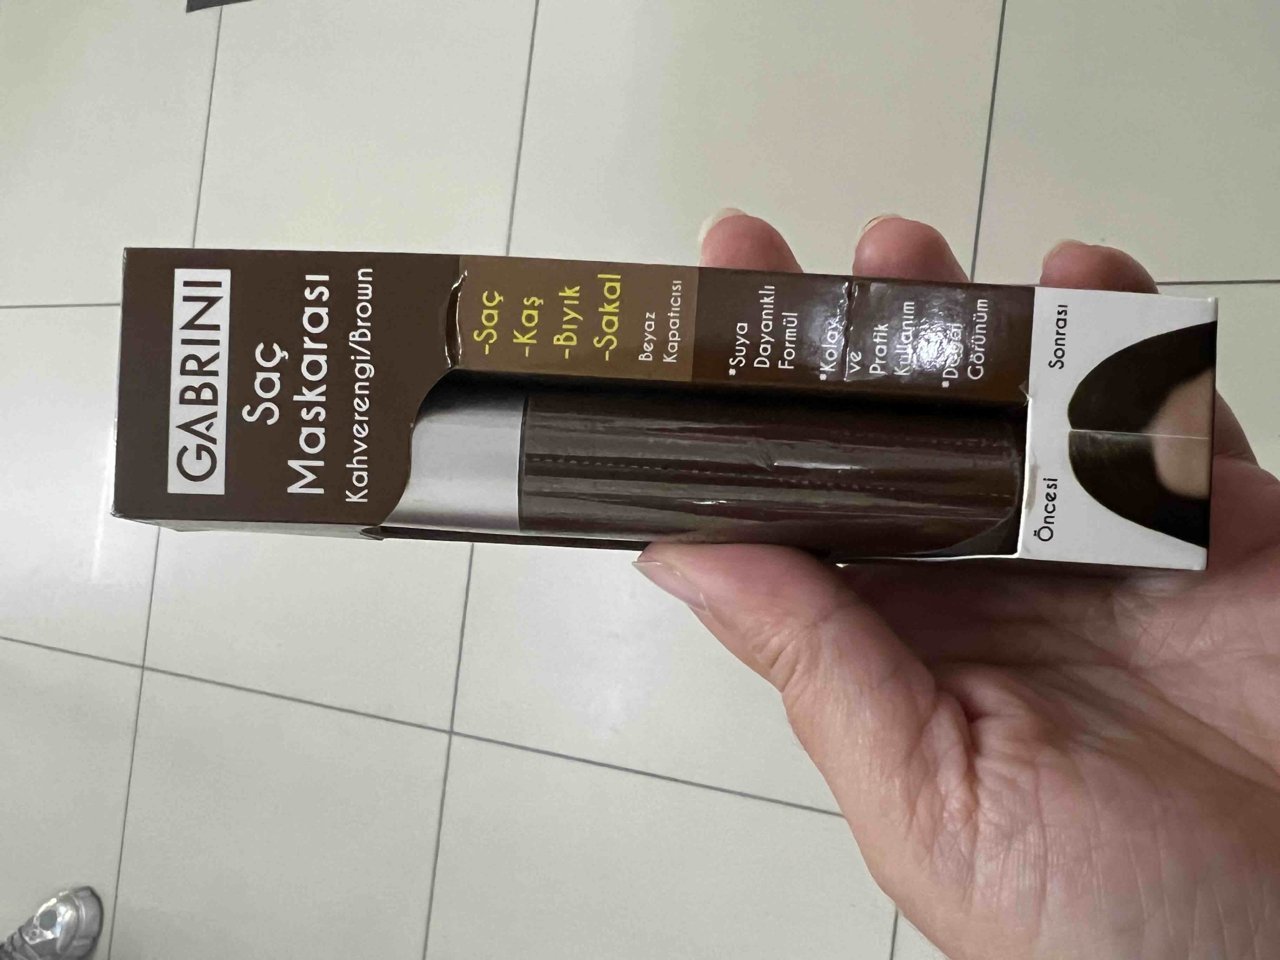 GABRINI
Saç
Maskarası
Kahverengi/Brown
-Saç
-Kaş
-Bıyık
-Sakal
Beyaz
Kapatıcısı
*Suya
Dayanıklı
Formül
*Kolay
ve
Pratik
Kullanım
*Doğal
Görünüm
Öncesi
Sonrası